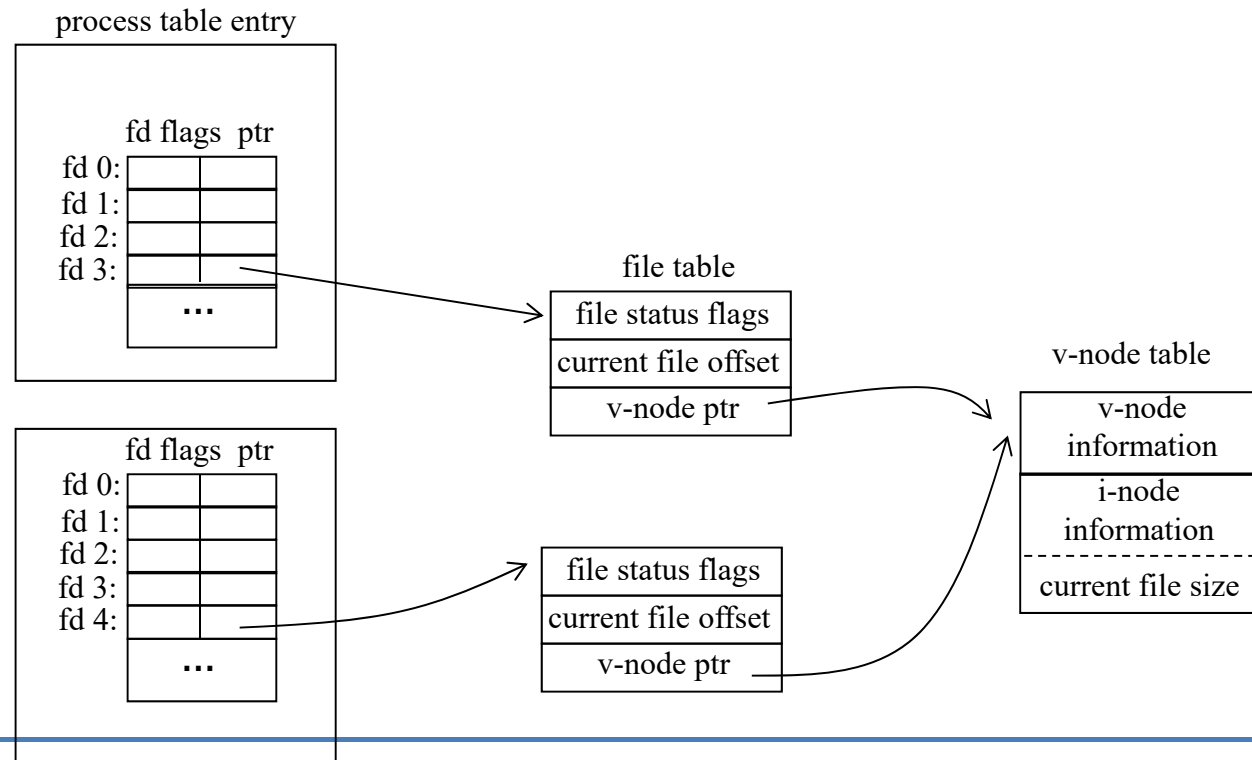 process table entry
fd flags ptr
fd 0:
fd 1:
fd 2:
fd 3:
...
file table
file status flags
current file offset
v-node ptr
v-node table
v-node
information
i-node
information
current file size
fd flags ptr
fd 0:
fd 1:
fd 2:
fd 3:
fd 4:
...
file status flags
current file offset
v-node ptr